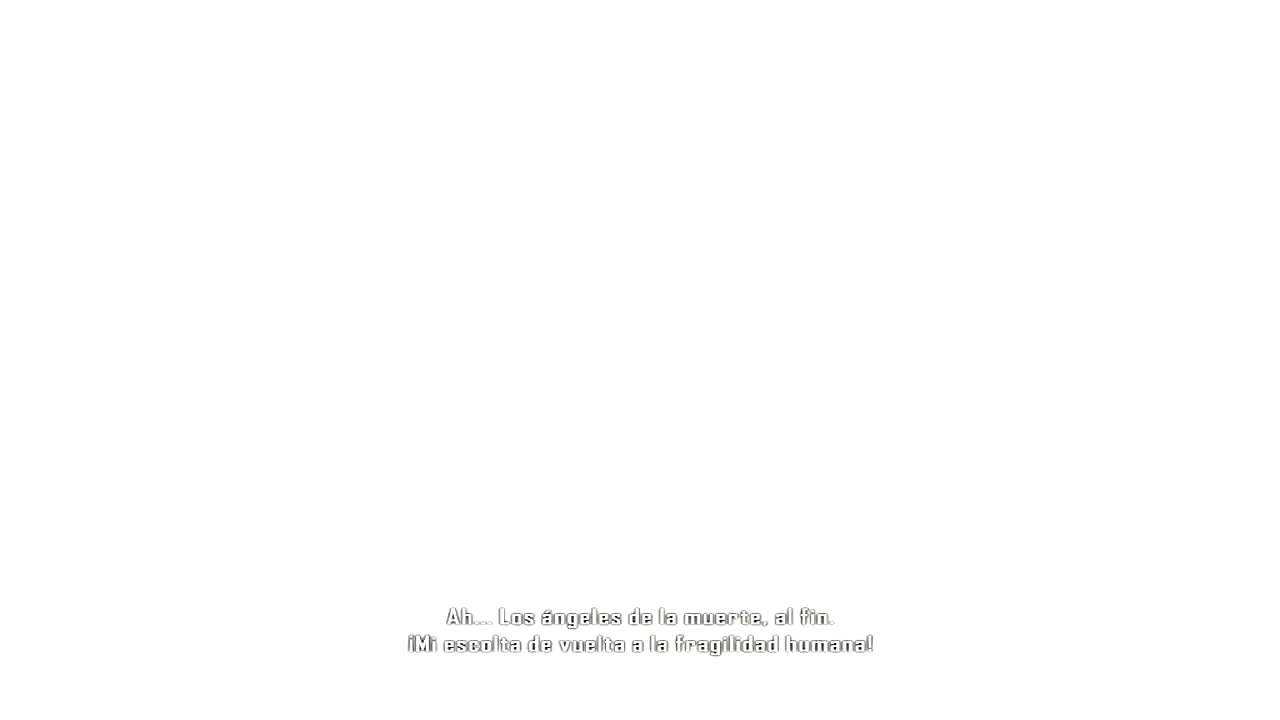 Ah... Los ángeles de la muerte, al fin.
¡Mi escolta de vuelta a la fragilidad humana!